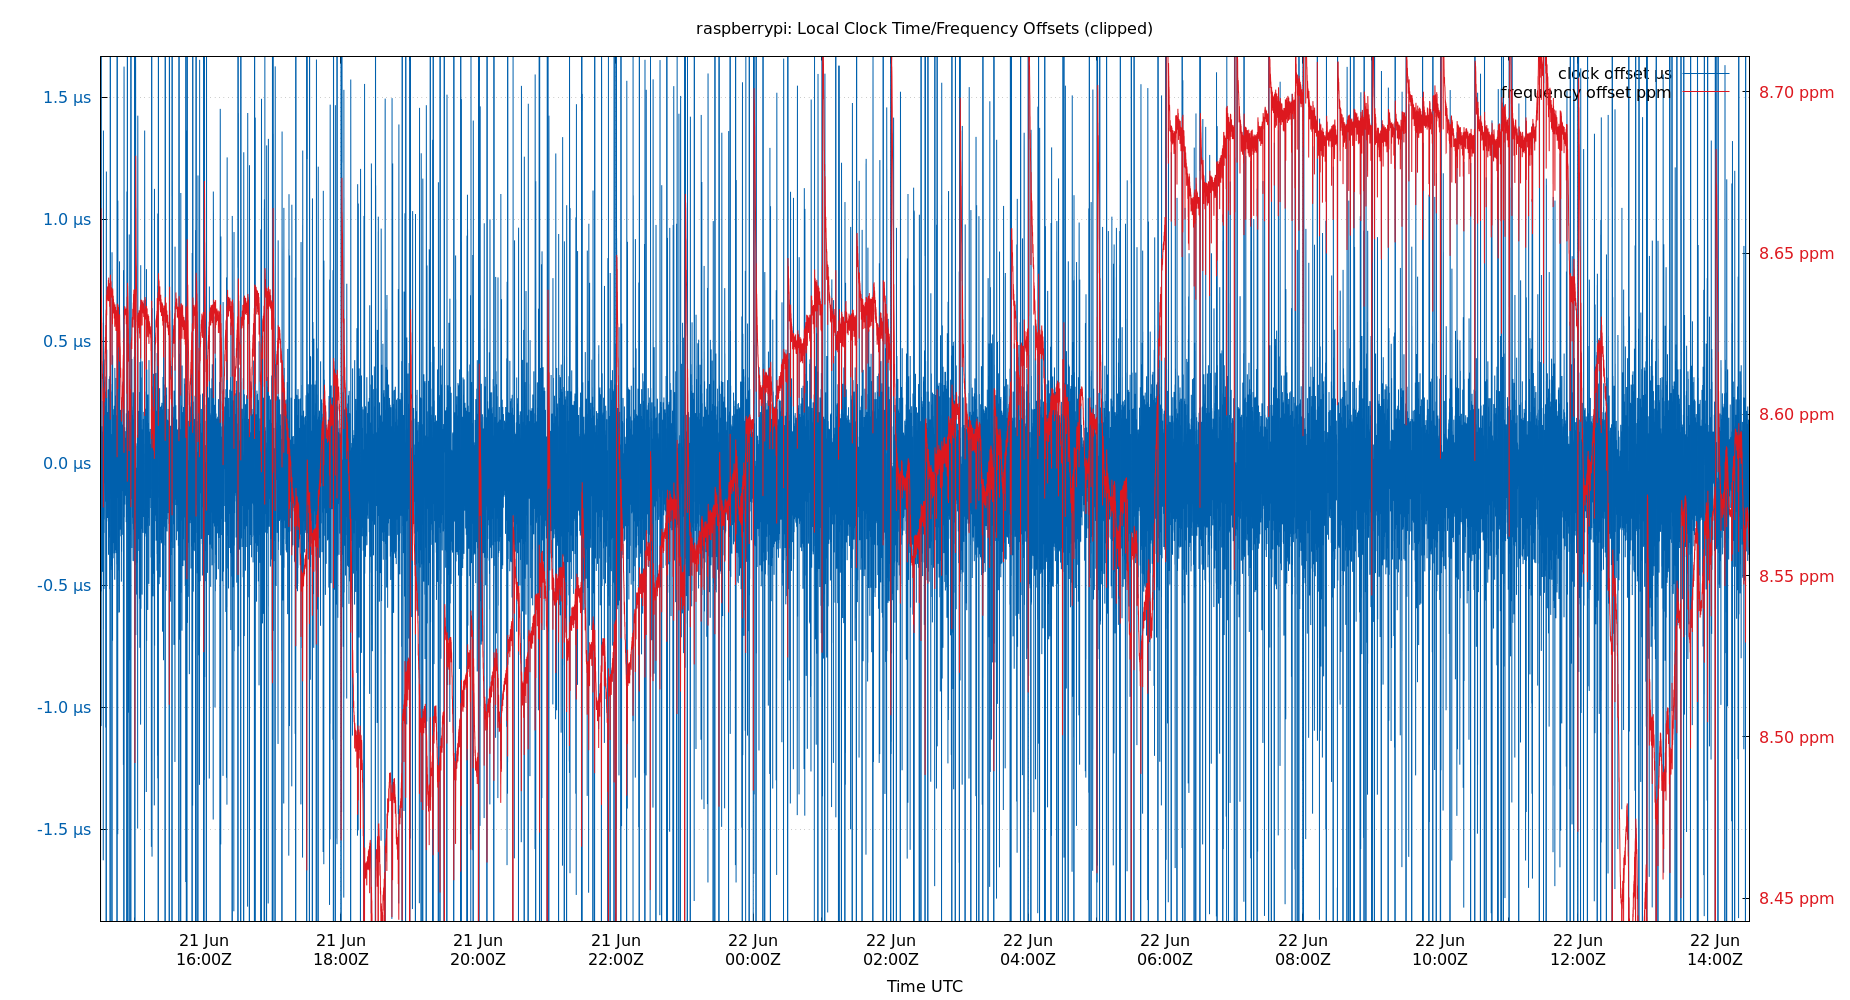 raspberrypi: Local Clock Time/Frequency Offsets (clipped)
clock offset µs
frequency offset ppm
1.5 µs
1.0 µs
0.5 µs
0.0 µs
-0.5 µs
-1.0 µs
-1.5 µs
8.70 ppm
8.65 ppm
8.60 ppm
8.55 ppm
8.50 ppm
8.45 ppm
21 Jun
16:00Z
21 Jun
18:00Z
21 Jun
20:00Z
21 Jun
22:00Z
22 Jun
00:00Z
22 Jun
02:00Z
22 Jun
04:00Z
22 Jun
06:00Z
22 Jun
08:00Z
22 Jun
10:00Z
22 Jun
12:00Z
22 Jun
14:00Z
Time UTC